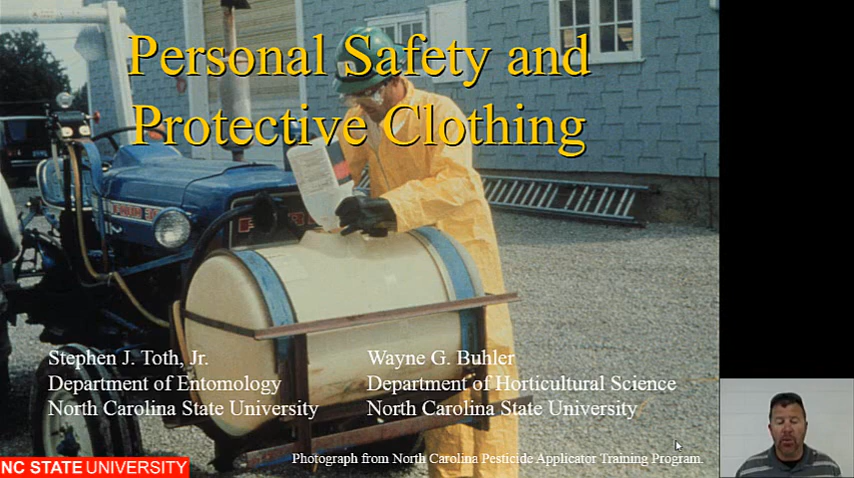 Personal Safety and
Protective Clothing
Stephen J. Toth, Jr.
Department of Entomology
North Carolina State University
Wayne G. Buhler
Department of Horticultural Science
North Carolina State University
Photograph from North Carolina Pesticide Applicator Training Program.
NC STATE UNIVERSITY